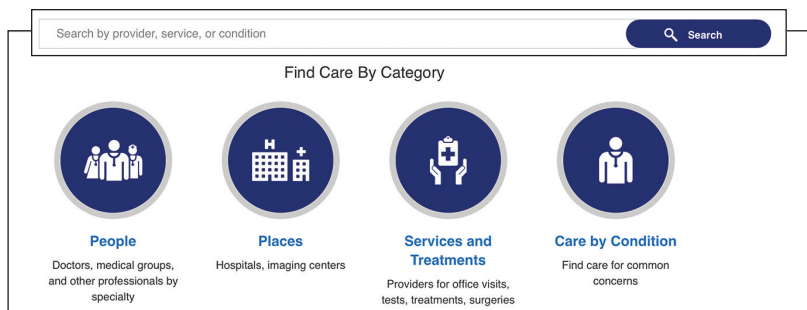 Search by provider, service, or condition
Search
Find Care By Category
H
People
Doctors, medical groups,
and other professionals by
specialty
Places
Hospitals, imaging centers
Services and
Treatments
Providers for office visits,
tests, treatments, surgeries
Care by Condition
Find care for common
concerns